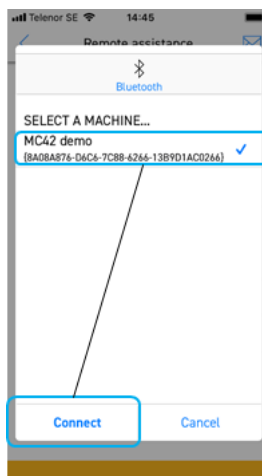 Telenor SE 14:45
Remote assistance
Bluetooth
SELECT A MACHINE...
MC42 demo
{8A08A876-D6C6-7C88-6266-13B9D1AC0266}
Connect Cancel